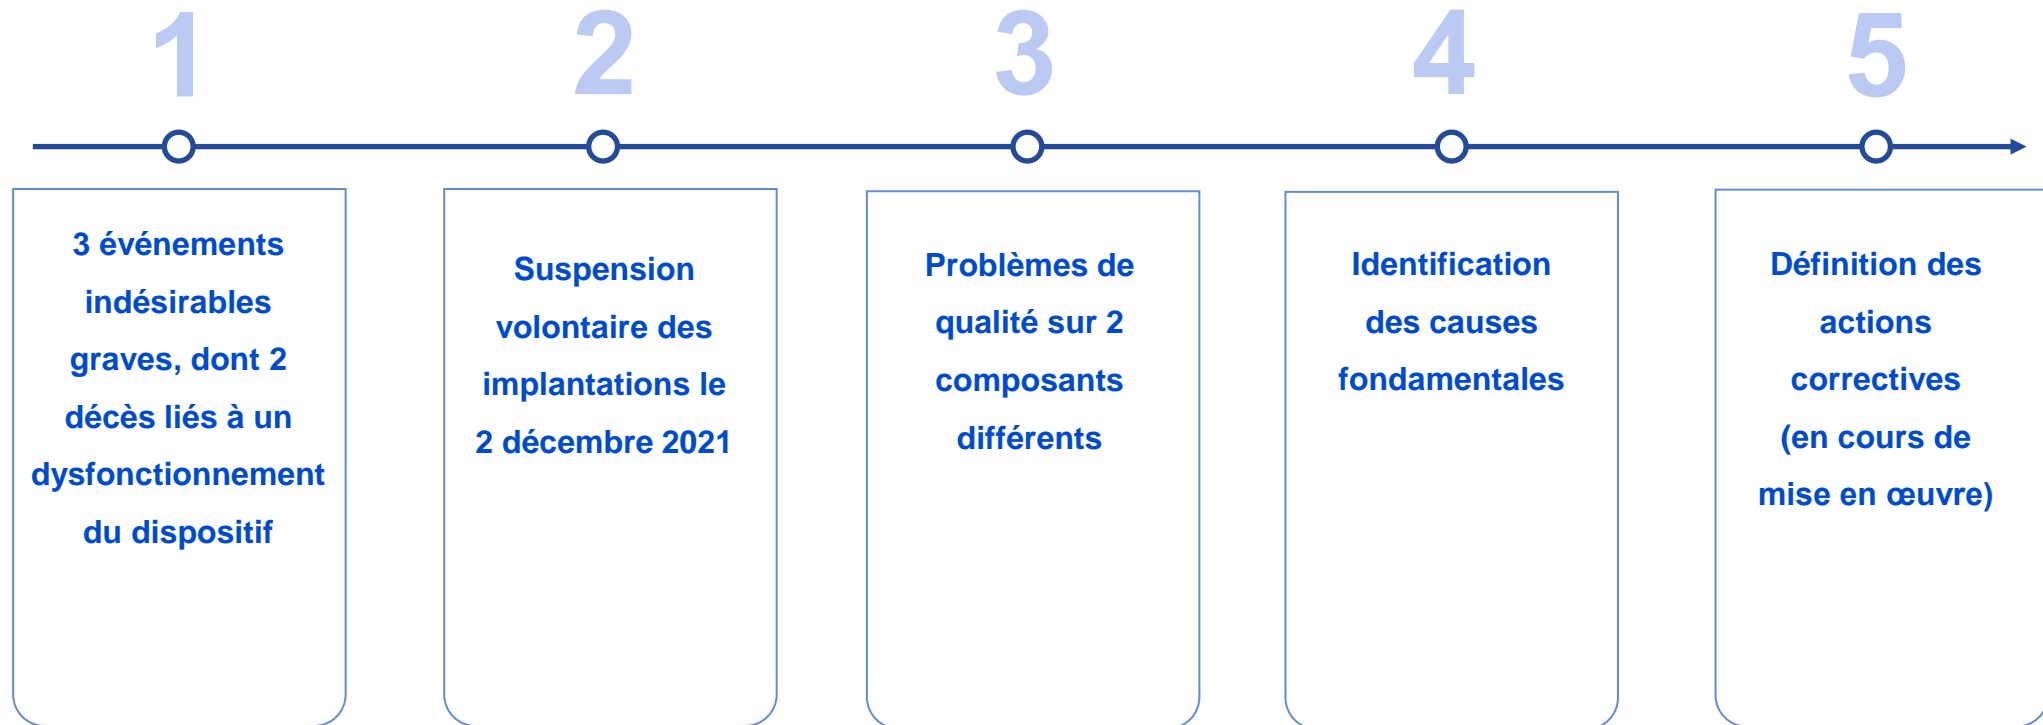 1
2
3
4
5
3 événements
indésirables
graves, dont 2
décès liés à un
dysfonctionnement
du dispositif
Suspension
volontaire des
implantations le
2 décembre 2021
Problèmes de
qualité sur 2
composants
différents
Identification
des causes
fondamentales
Définition des
actions
correctives
(en cours de
mise en œuvre)